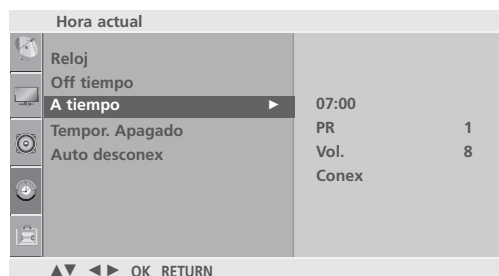 Hora actual
Reloj
Off tiempo
A tiempo ►
Tempor. Apagado
Auto desconex
07:00
PR 1
Vol. 8
Conex
▲▼ ◄► OK RETURN